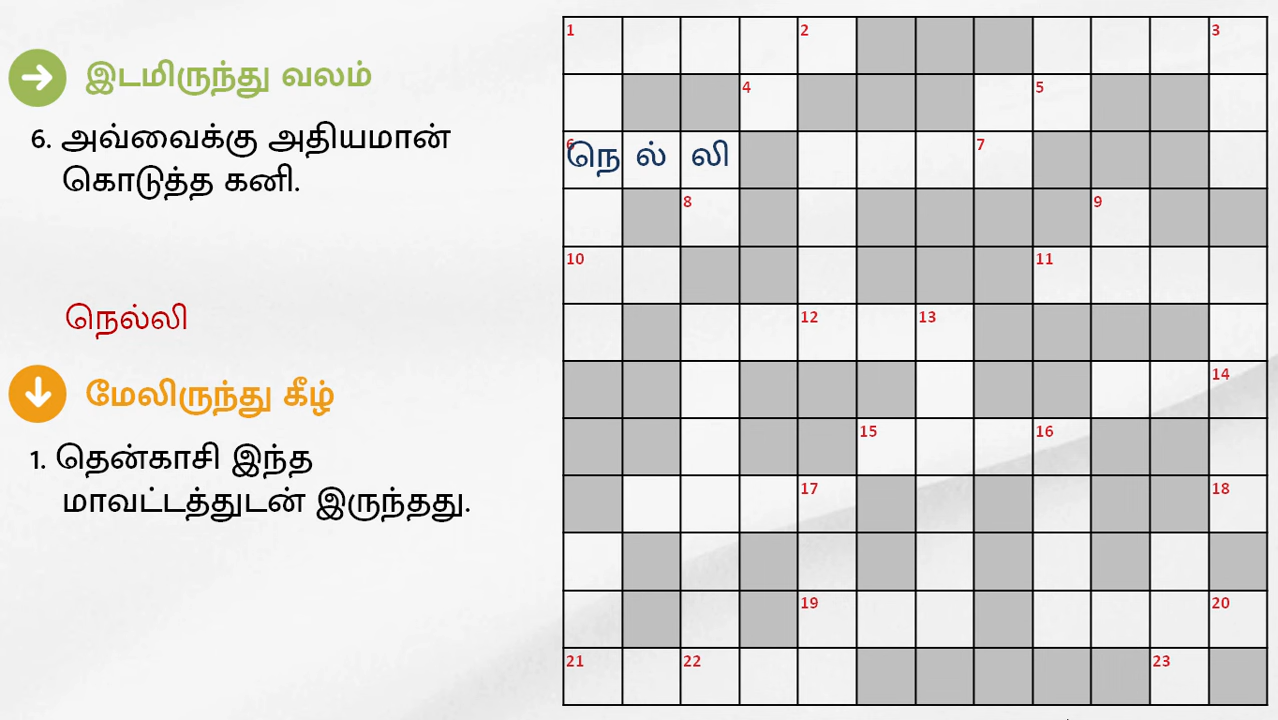 இடமிருந்து வலம்
6. அவ்வைக்கு அதியமான்
கொடுத்த கனி.
நெல்லி
மேலிருந்து கீழ்
1. தென்காசி இந்த
மாவட்டத்துடன் இருந்தது.
1 2 3
4 5
6 நெ ல் லி 7
8 9
10 11
12 13
14
15 16
17 18
19 20
21 22 23